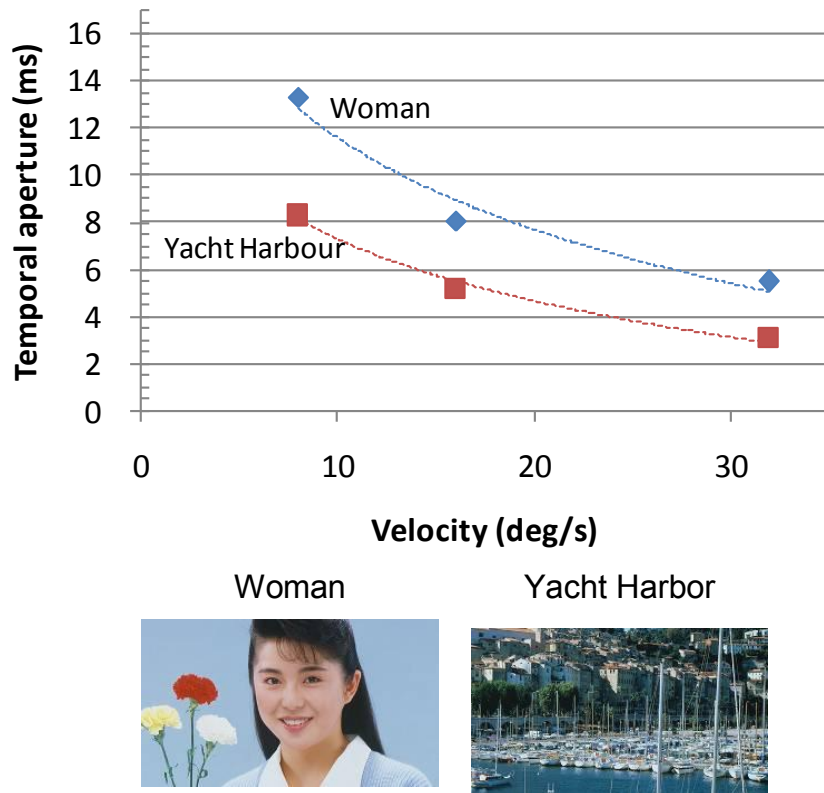 Temporal aperture (ms)
16
14
12
10
8
6
4
2
0
Woman
Yacht Harbour
0 10 20 30
Velocity (deg/s)
Woman Yacht Harbor